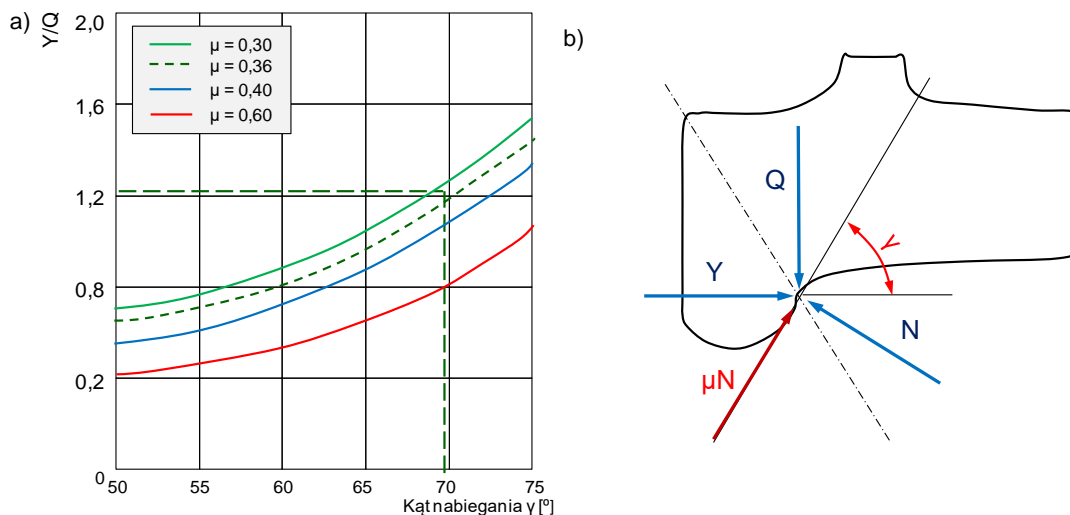 a)
Y/Q
2,0
1,6
1,2
0,8
0,2
0
μ = 0,30
μ = 0,36
μ = 0,40
μ = 0,60
50 55 60 65 70 75
Kąt nabiegania γ [º]
b)
Q
Y
γ
N
μN